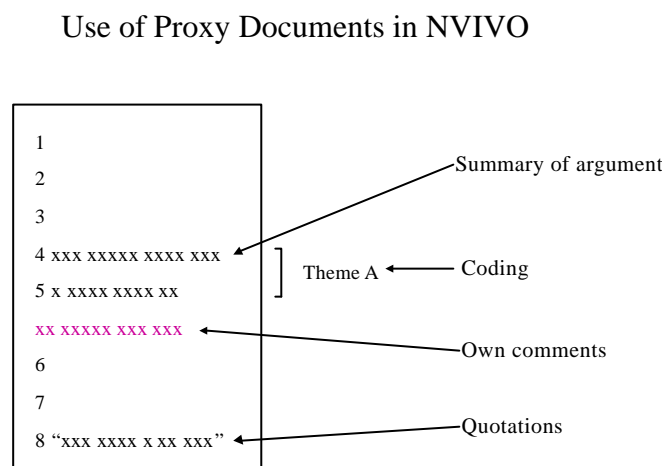 Use of Proxy Documents in NVIVO
1
2
3
4 xxx xxxxx xxxx xxx
5 x xxxx xxxx xx
xx xxxxx xxx xxx
6
7
8 “xxx xxxx x xx xxx”
Theme A
Summary of argument
Coding
Own comments
Quotations